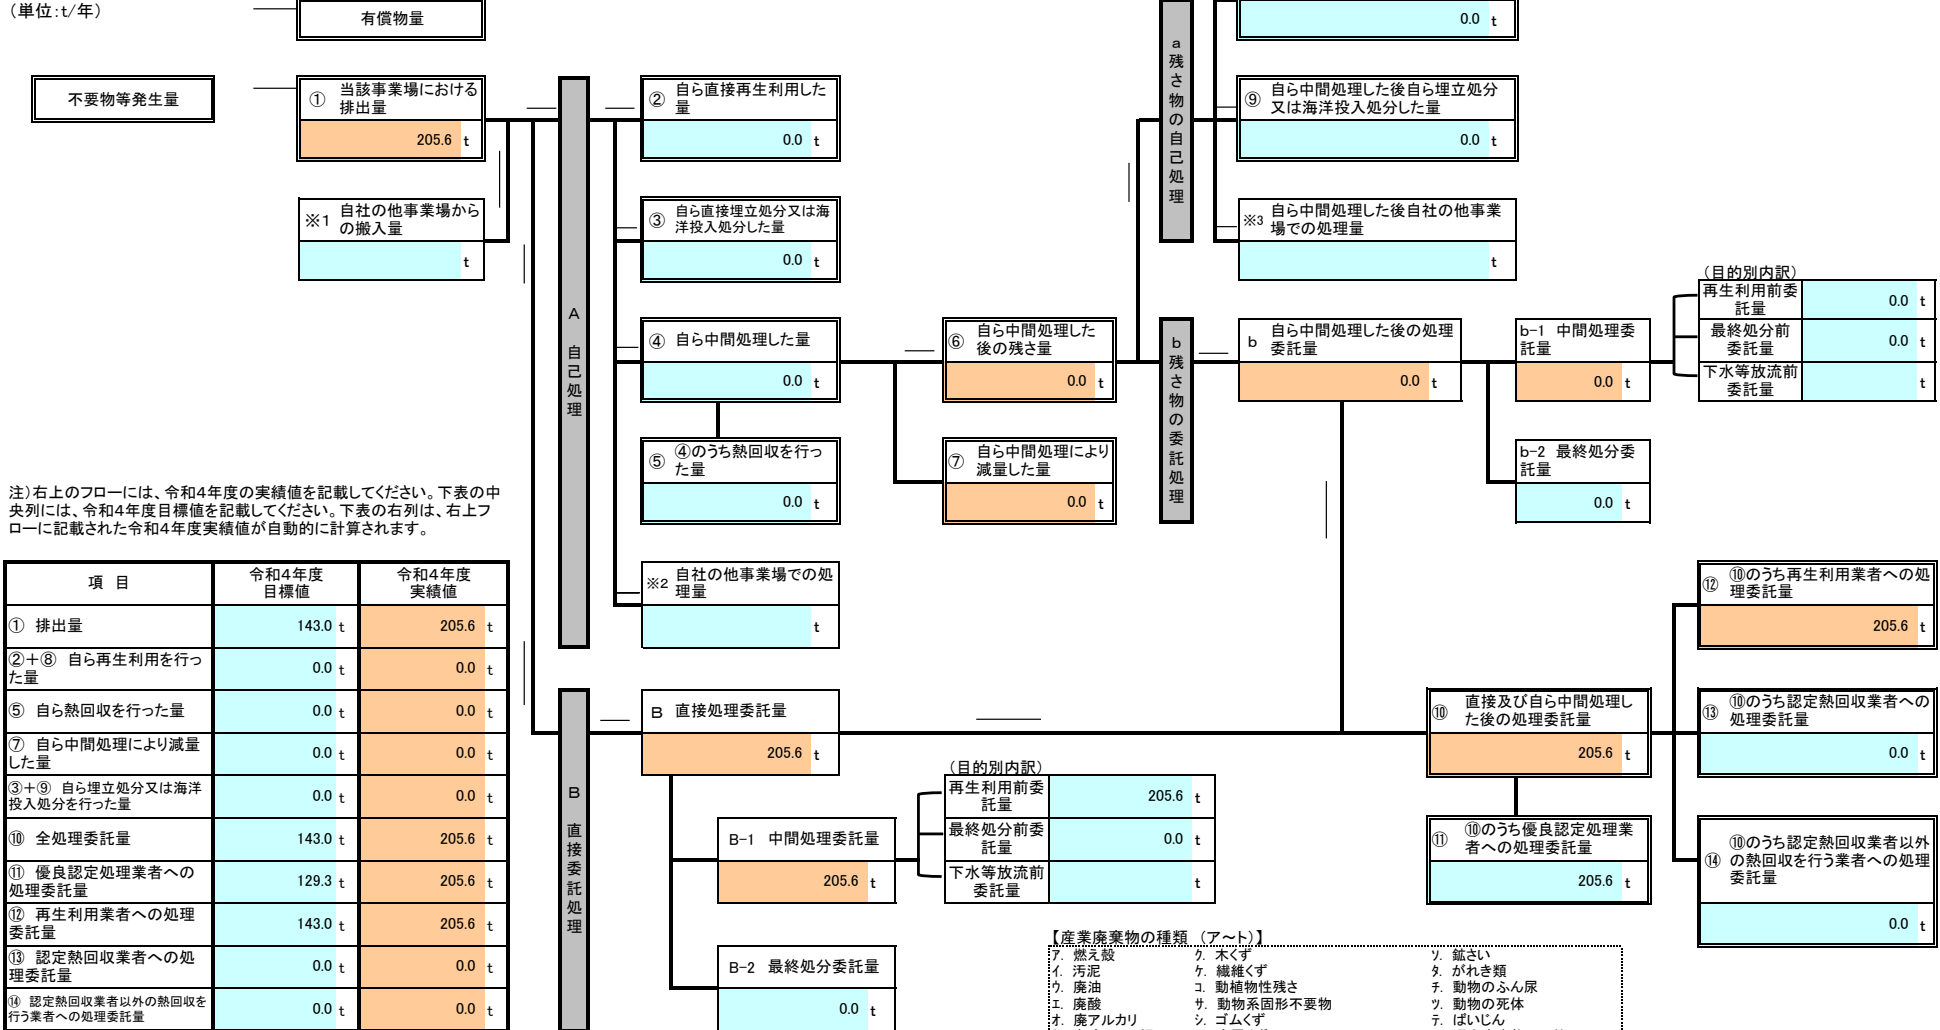 (単位:t/年)
有償物量
不要物等発生量
① 当該事業場における
排出量
205.6 t
※1 自社の他事業場から
の搬入量
t
A
自己処理
② 自ら直接再生利用した
量
0.0 t
③ 自ら直接埋立処分又は海
洋投入処分した量
0.0 t
④ 自ら中間処理した量
0.0 t
⑤ ④のうち熱回収を行っ
た量
0.0 t
※2 自社の他事業場での処
理量
t
⑥ 自ら中間処理した
後の残さ量
0.0 t
⑦ 自ら中間処理により
減量した量
0.0 t
a
残さ物の自己処理
0.0 t
⑨ 自ら中間処理した後自ら埋立処分
又は海洋投入処分した量
0.0 t
※3 自ら中間処理した後自社の他事業
場での処理量
t
b
残さ物の委託処理
b 自ら中間処理した後の処理
委託量
0.0 t
b-1 中間処理委
託量
0.0 t
b-2 最終処分委
託量
0.0 t
(目的別内訳)
再生利用前委
託量
0.0 t
最終処分前
委託量
0.0 t
下水等放流前
委託量
t
注)右上のフローには、令和4年度の実績値を記載してください。下表の中
央列には、令和4年度目標値を記載してください。下表の右列は、右上フ
ローに記載された令和4年度実績値が自動的に計算されます。
項 目 令和4年度 目標値 令和4年度 実績値
① 排出量 143.0 t 205.6 t
②+⑧ 自ら再生利用を行っ
た量 0.0 t 0.0 t
⑤ 自ら熱回収を行った量 0.0 t 0.0 t
⑦ 自ら中間処理により減量
した量 0.0 t 0.0 t
③+⑨ 自ら埋立処分又は海洋
投入処分を行った量 0.0 t 0.0 t
⑩ 全処理委託量 143.0 t 205.6 t
⑪ 優良認定処理業者への
処理委託量 129.3 t 205.6 t
⑫ 再生利用業者への処理
委託量 143.0 t 205.6 t
⑬ 認定熱回収業者への処
理委託量 0.0 t 0.0 t
⑭ 認定熱回収業者以外の熱回収を
行う業者への処理委託量 0.0 t 0.0 t
B
直接委託処理
B 直接処理委託量
205.6 t
B-1 中間処理委託量
205.6 t
B-2 最終処分委託量
0.0 t
(目的別内訳)
再生利用前委
託量
205.6 t
最終処分前委
託量
0.0 t
下水等放流前
委託量
t
⑩ 直接及び自ら中間処理し
た後の処理委託量
205.6 t
⑪ ⑩のうち優良認定処理業
者への処理委託量
205.6 t
⑫ ⑩のうち再生利用業者への処
理委託量
205.6 t
⑬ ⑩のうち認定熱回収業者への
処理委託量
0.0 t
⑭ ⑩のうち認定熱回収業者以外
の熱回収を行う業者への処理
委託量
0.0 t
【産業廃棄物の種類 (ア~ト)】
ア. 燃え殻 ク. 木くず ソ. 鉱さい
イ. 汚泥 ケ. 繊維くず タ. がれき類
ウ. 廃油 コ. 動植物性残さ チ. 動物のふん尿
エ. 廃酸 サ. 動物系固形不要物 ツ. 動物の死体
オ. 廃アルカリ シ. ゴムくず テ. ばいじん